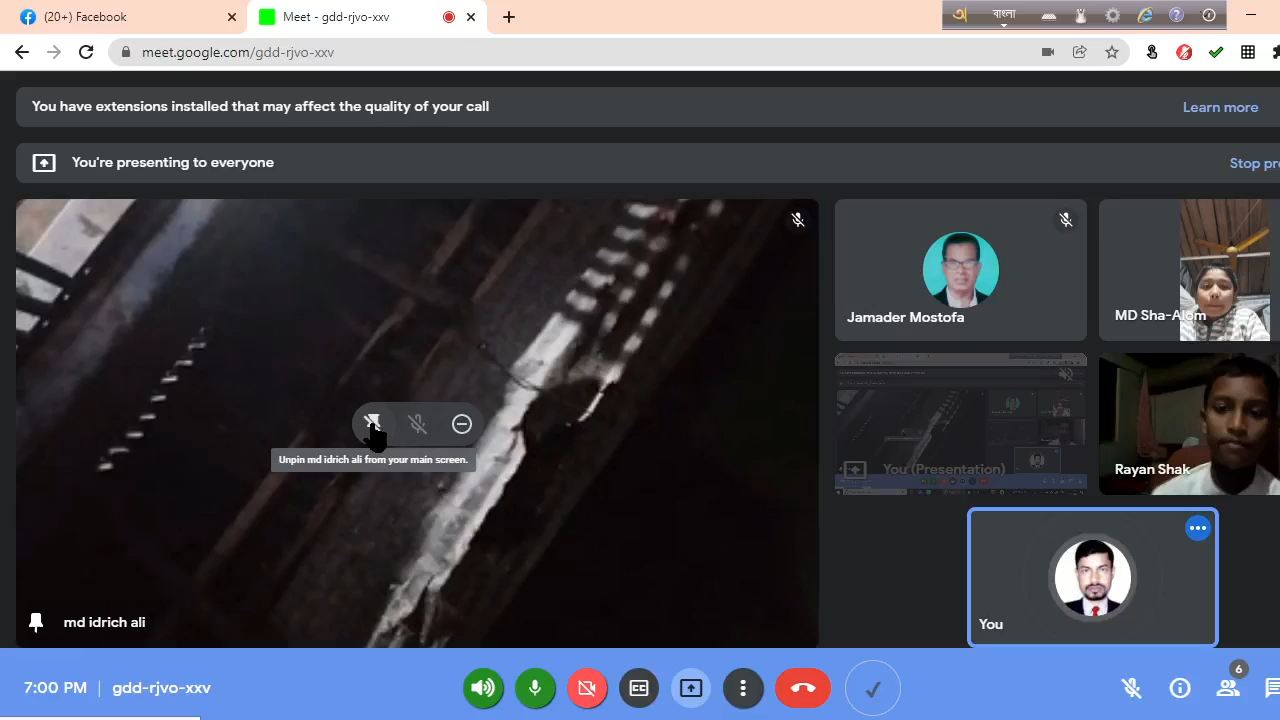 (20+) Facebook
Meet - gdd-rjvo-xxv
অ
বাংলা
meet.google.com/gdd-rjvo-xxv
You have extensions installed that may affect the quality of your call
Learn more
You're presenting to everyone
Stop pre
Jamader Mostofa
MD Sha-Alom
Unpin md idrich ali from your main screen.
You (Presentation)
Rayan Shak
md idrich ali
You
7:00 PM
gdd-rjvo-xxv
CC
6